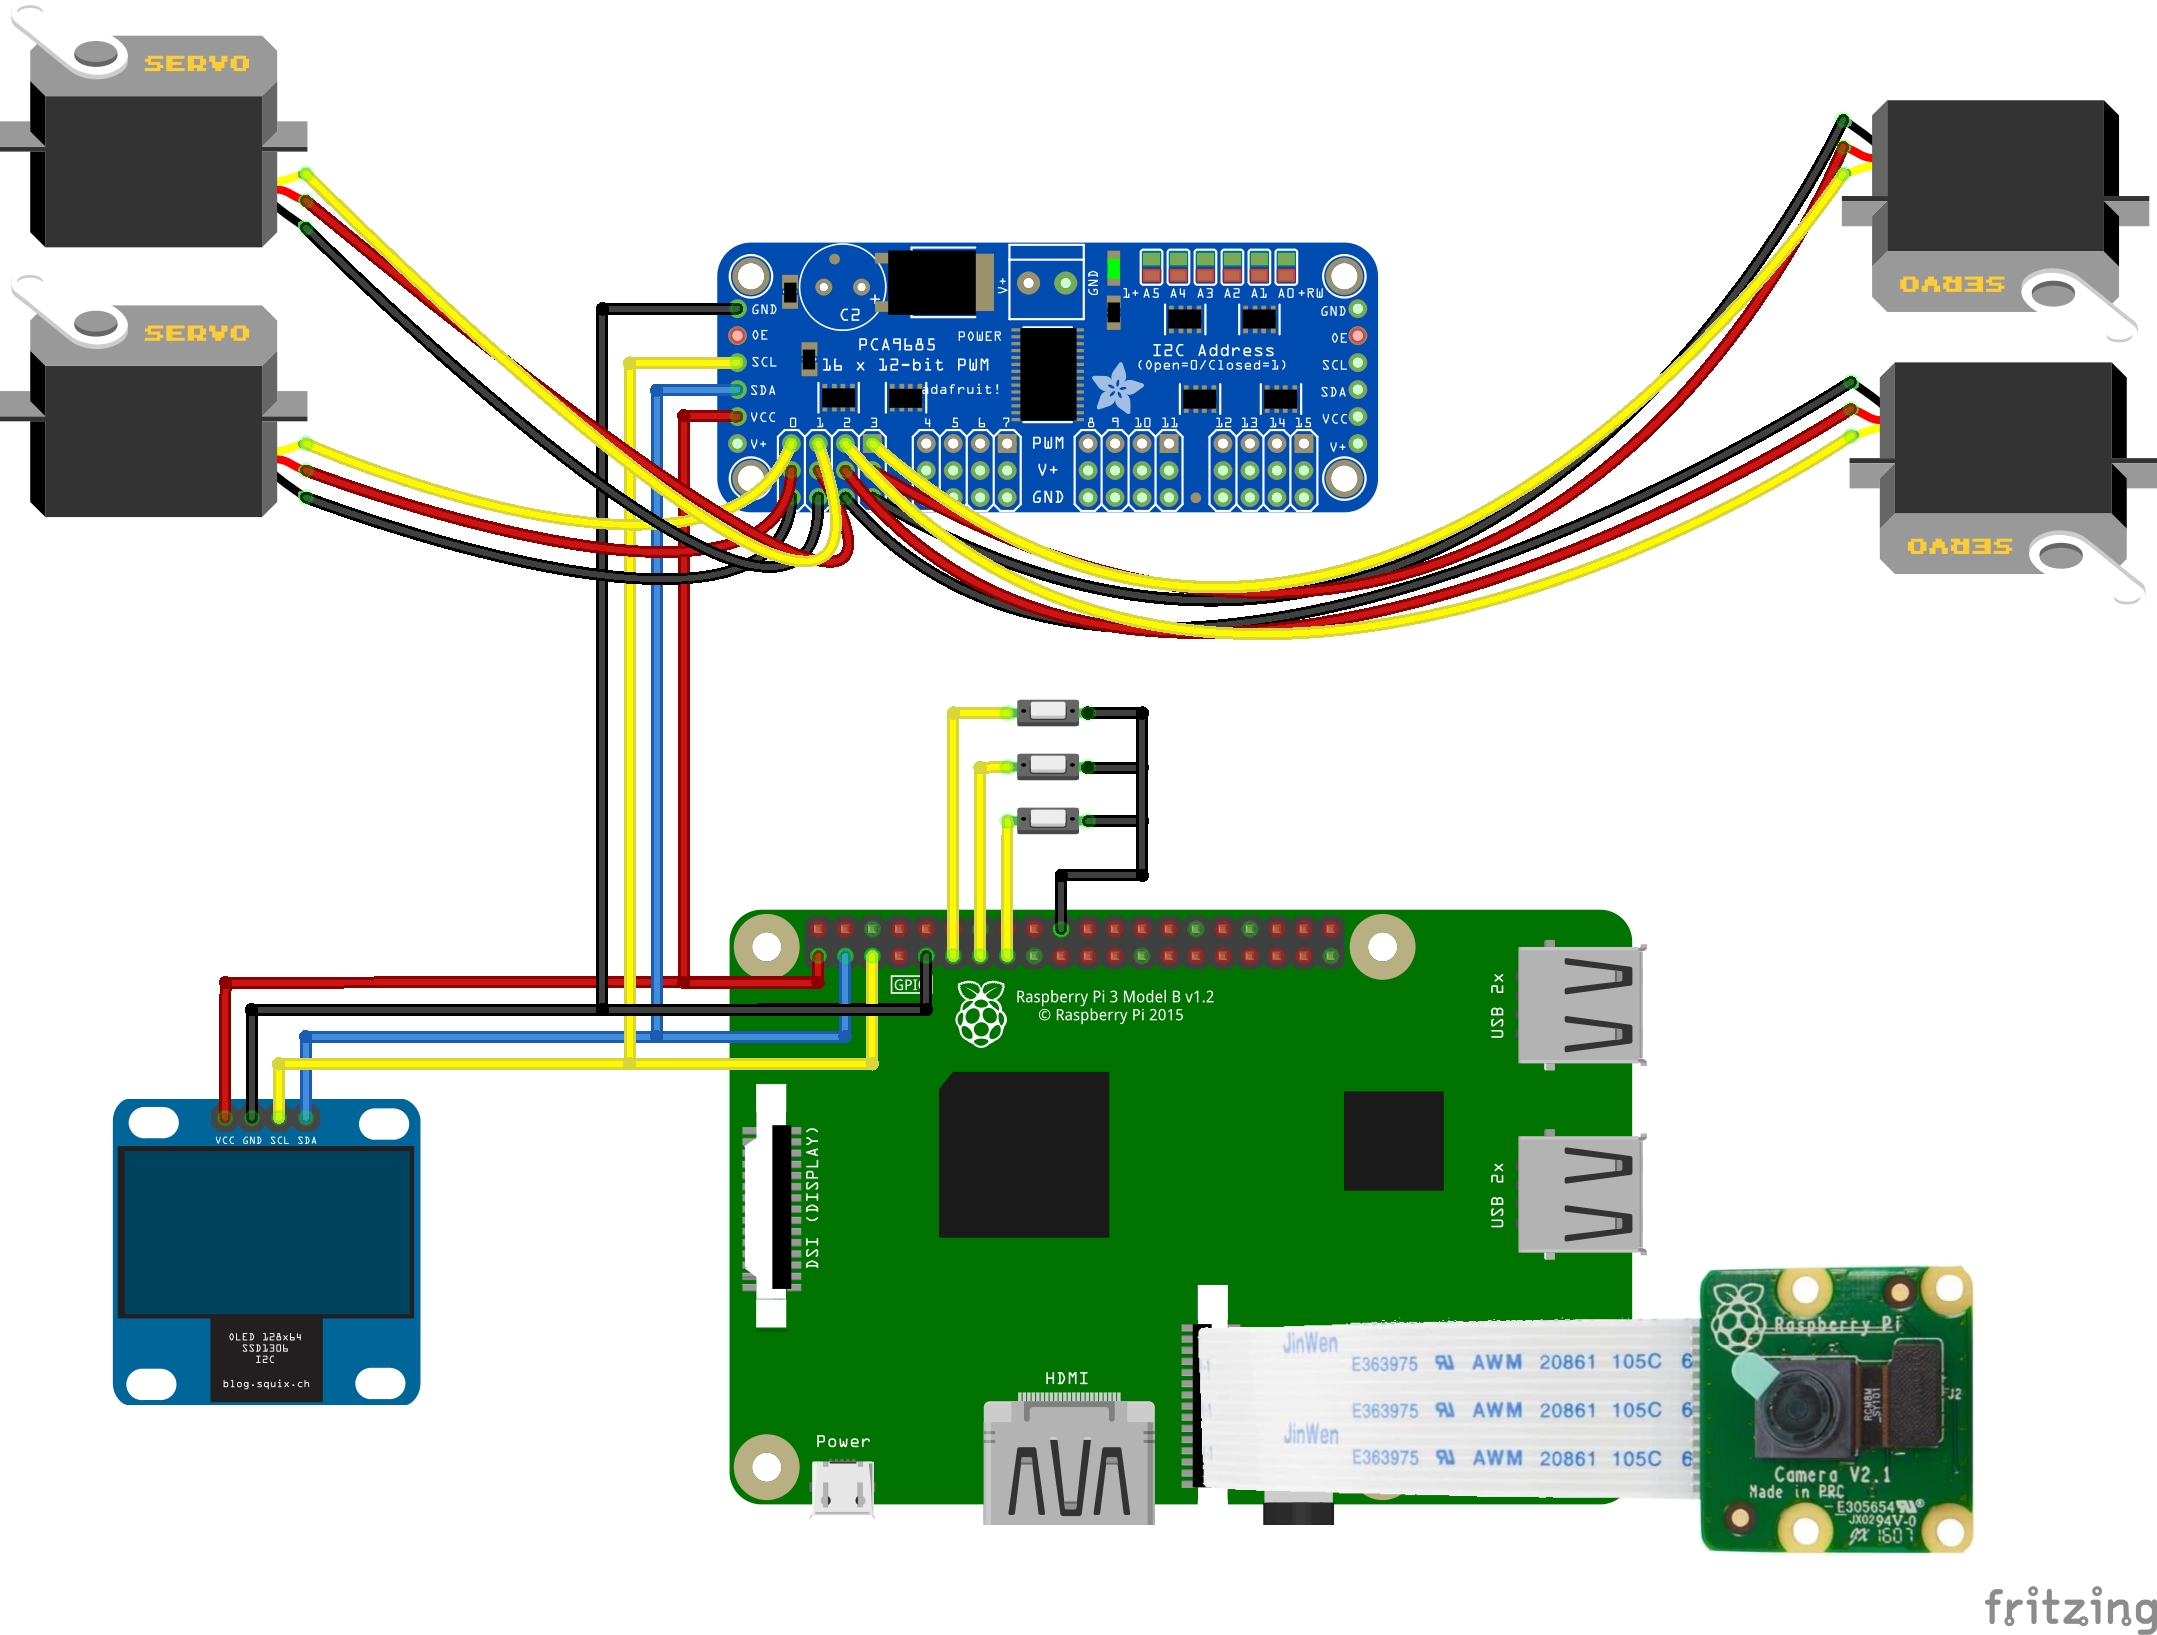 SERVO
SERVO
SERVO
SERVO
GND
OE
SCL
SDA
VCC
V+
C2
+
V+
GND
POWER
PCA9685
16 x 12-bit PWM
adafruit!
1+ A5 A4 A3 A2 A1 A0 +RW
I2C Address
(Open=0/Closed=1)
GND
OE
SCL
SDA
VCC
V+
0 1 2 3 4 5 6 7 8 9 10 11 12 13 14 15
PWM
V+
GND
Raspberry Pi 3 Model B v1.2
© Raspberry Pi 2015
USB 2x
USB 2x
DSI (DISPLAY)
HDMI
Power
VCC GND SCL SDA
OLED 128x64
SSD1306
I2C
blog.squix.ch
JinWen
E363975 AWM 20861 105C 6
E363975 AWM 20861 105C 6
JinWen
E363975 AWM 20861 105C 6
Raspberry Pi
J2
Camera V2.1
Made in PRC
E305654
94V-0
1607
fritzing